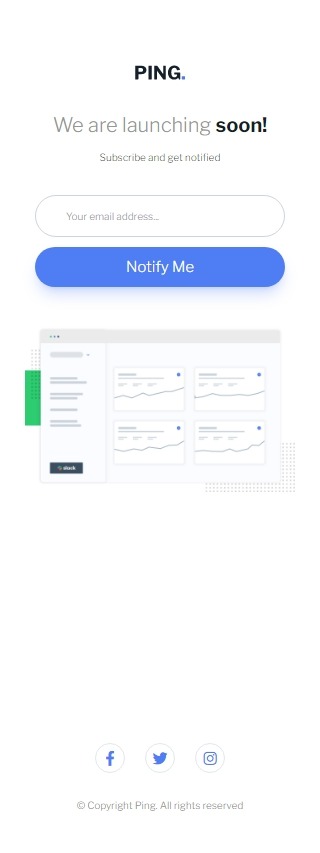 PING.
We are launching soon!
Subscribe and get notified
Your email address...
Notify Me
slack
© Copyright Ping. All rights reserved